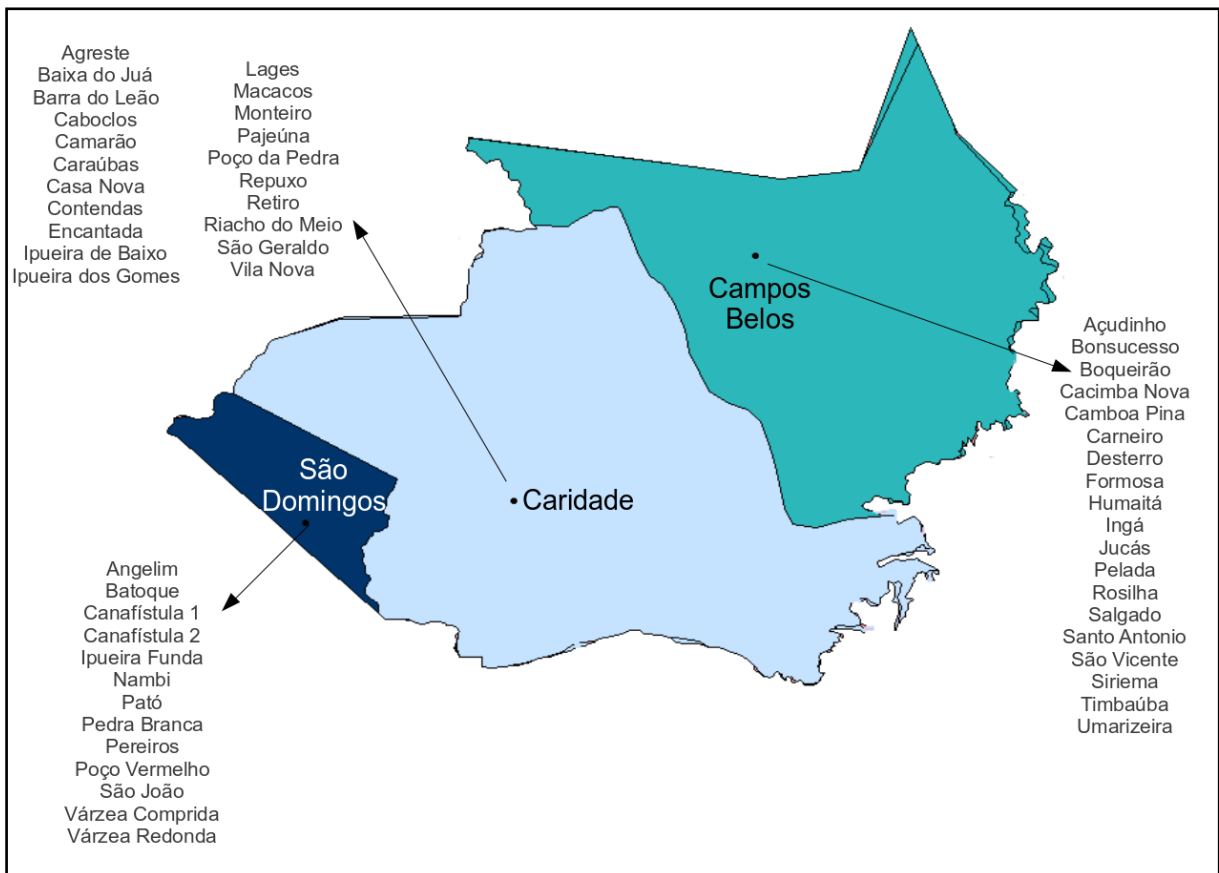 Agreste
Baixa do Juá
Barra do Leão
Caboclos
Camarão
Caraúbas
Casa Nova
Contendas
Encantada
Ipueira de Baixo
Ipueira dos Gomes
Lages
Macacos
Monteiro
Pajeúna
Poço da Pedra
Repuxo
Retiro
Riacho do Meio
São Geraldo
Vila Nova
Campos
Belos
Açudinho
Bonsucesso
Boqueirão
Cacimba Nova
Camboa Pina
Carneiro
Desterro
Formosa
Humaitá
Ingá
Jucás
Pelada
Rosilha
Salgado
Santo Antonio
São Vicente
Siriema
Timbaúba
Umarizeira
São
Domingos
Caridade
Angelim
Batoque
Canafístula 1
Canafístula 2
Ipueira Funda
Nambi
Pató
Pedra Branca
Pereiros
Poço Vermelho
São João
Várzea Comprida
Várzea Redonda